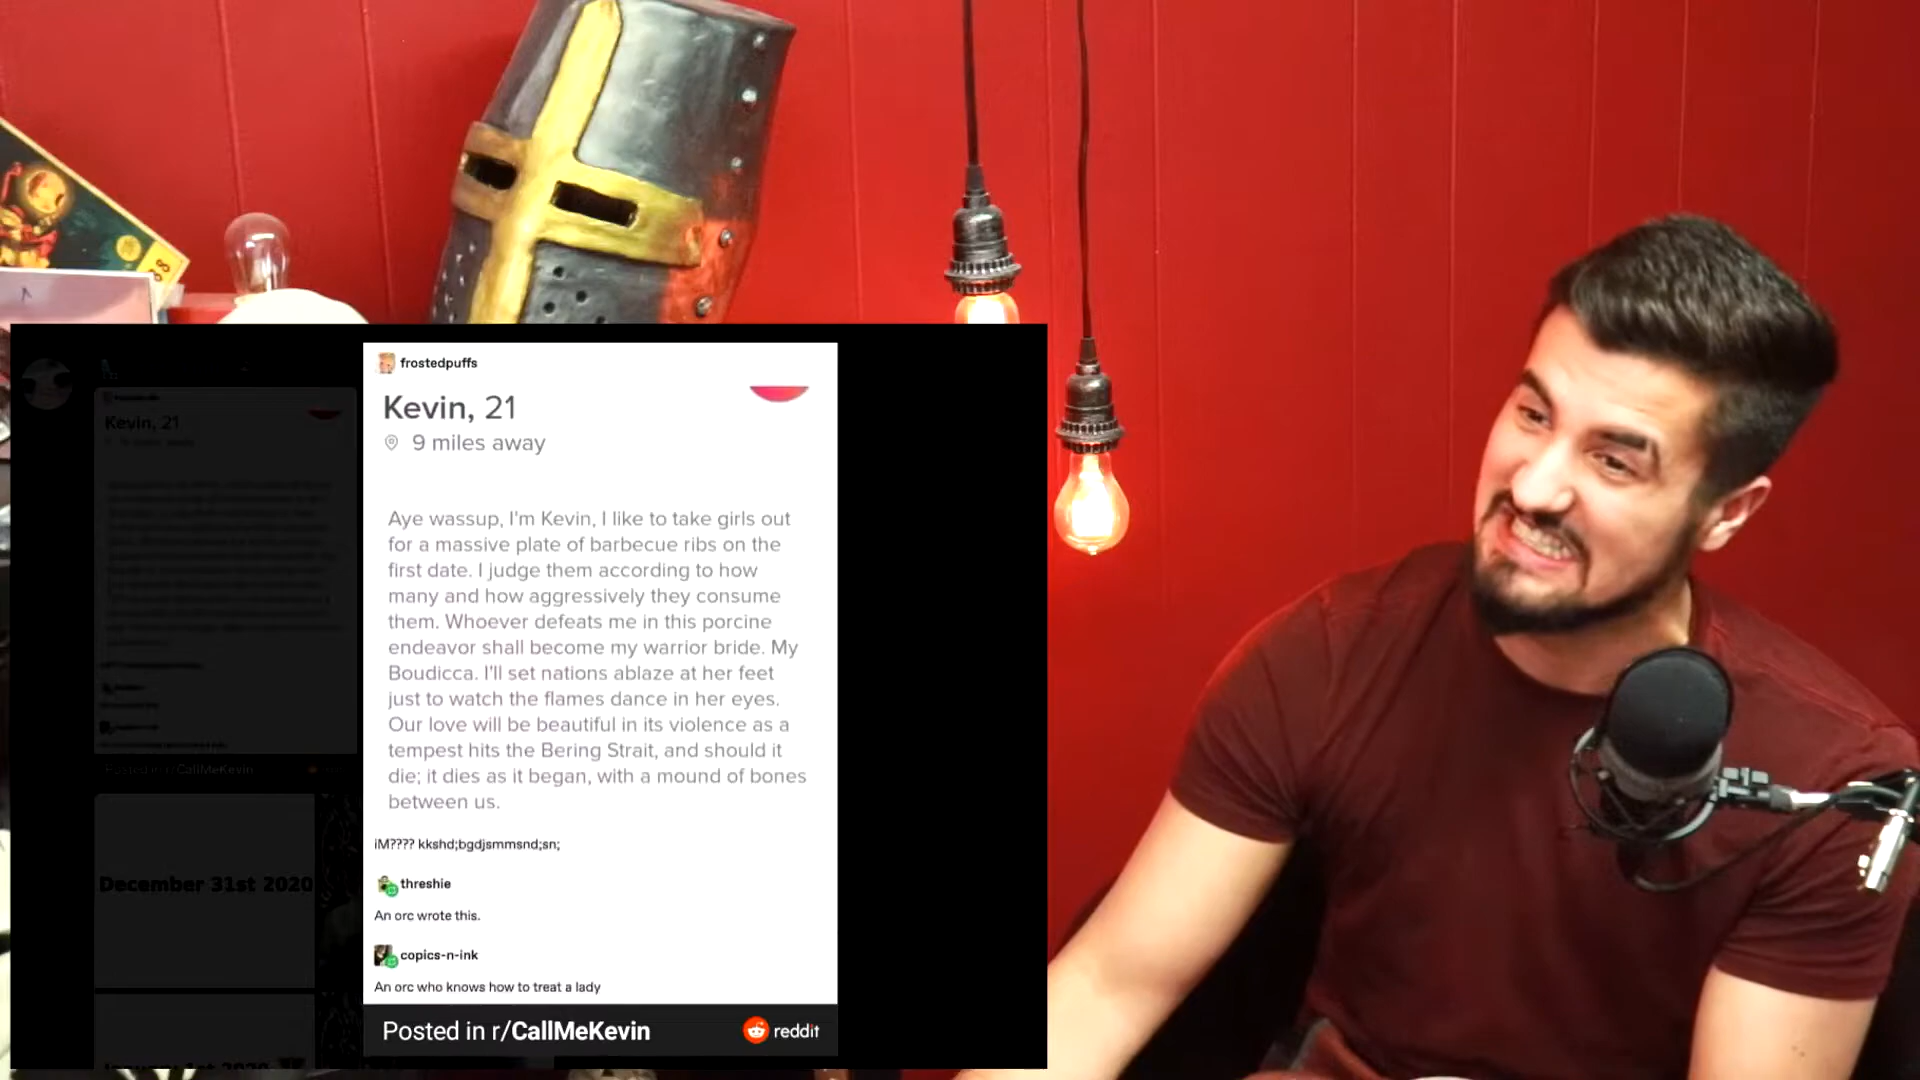 frostedpuffs
Kevin, 21
9 miles away
Aye wassup, I'm Kevin, I like to take girls out
for a massive plate of barbecue ribs on the
first date. I judge them according to how
many and how aggressively they consume
them. Whoever defeats me in this porcine
endeavor shall become my warrior bride. My
Boudicca. I'll set nations ablaze at her feet
just to watch the flames dance in her eyes.
Our love will be beautiful in its violence as a
tempest hits the Bering Strait, and should it
die; it dies as it began, with a mound of bones
between us.
iM???? kkshd;bgdjsmmsnd;sn;
threshie
An orc wrote this.
copics-n-ink
An orc who knows how to treat a lady
Posted in r/CallMeKevin
reddit
Kevin, 21
Posted in r/CallMeKevin
December 31st 2020
January 1st 2020